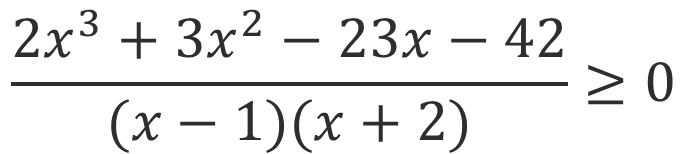 2x³ + 3x² − 23x − 42
(x − 1)(x + 2)
≥ 0